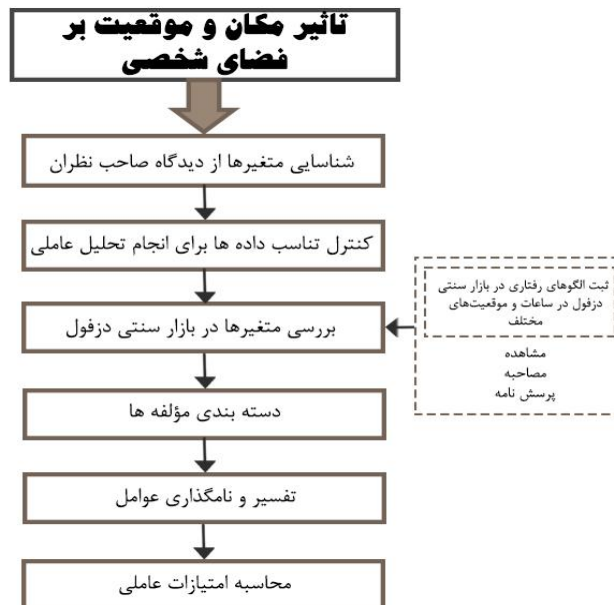 تاثیر مکان و موقعیت بر
فضای شخصی
شناسایی متغیرها از دیدگاه صاحب نظران
کنترل تناسب داده ها برای انجام تحلیل عاملی
بررسی متغیرها در بازار سنتی دزفول
ثبت الگوهای رفتاری در بازار سنتی
دزفول در ساعات و موقعیت‌های
مختلف
مشاهده
مصاحبه
پرسش نامه
دسته بندی مؤلفه ها
تفسیر و نامگذاری عوامل
محاسبه امتیازات عاملی